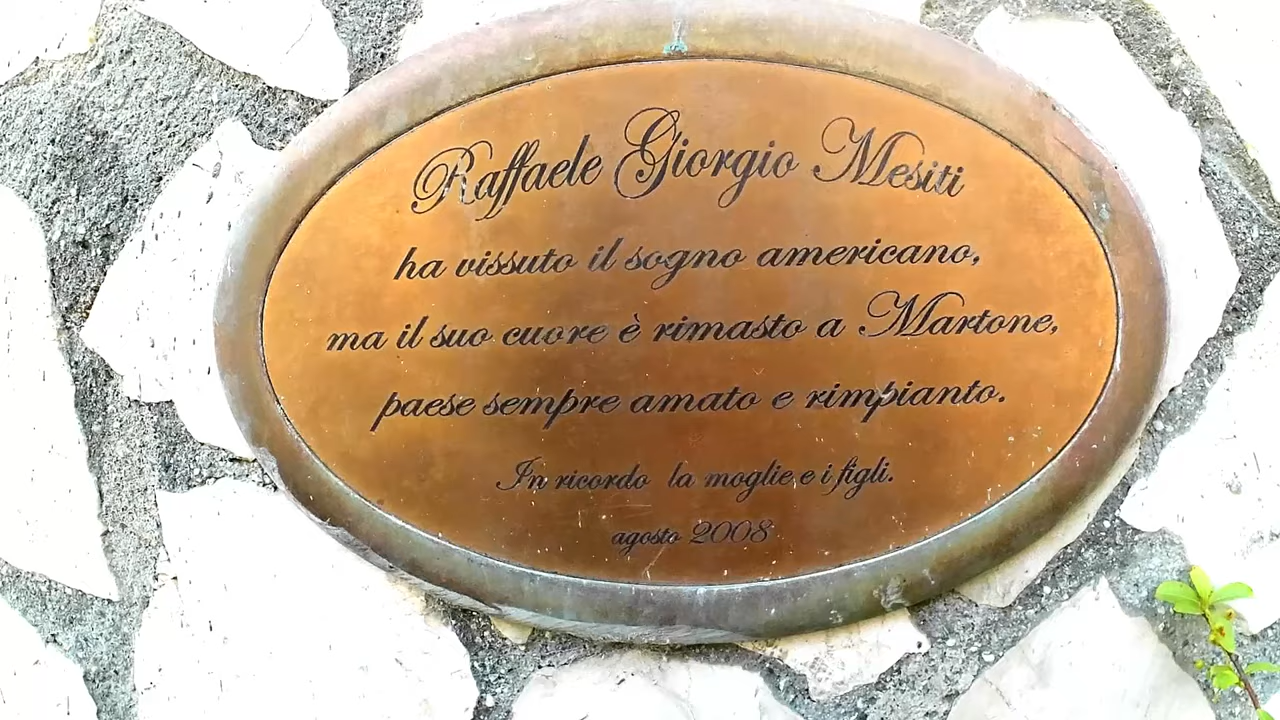 Raffaele Giorgio Mesiti
ha vissuto il sogno americano,
ma il suo cuore è rimasto a Martone,
paese sempre amato e rimpianto.
In ricordo la moglie e i figli.
agosto 2008